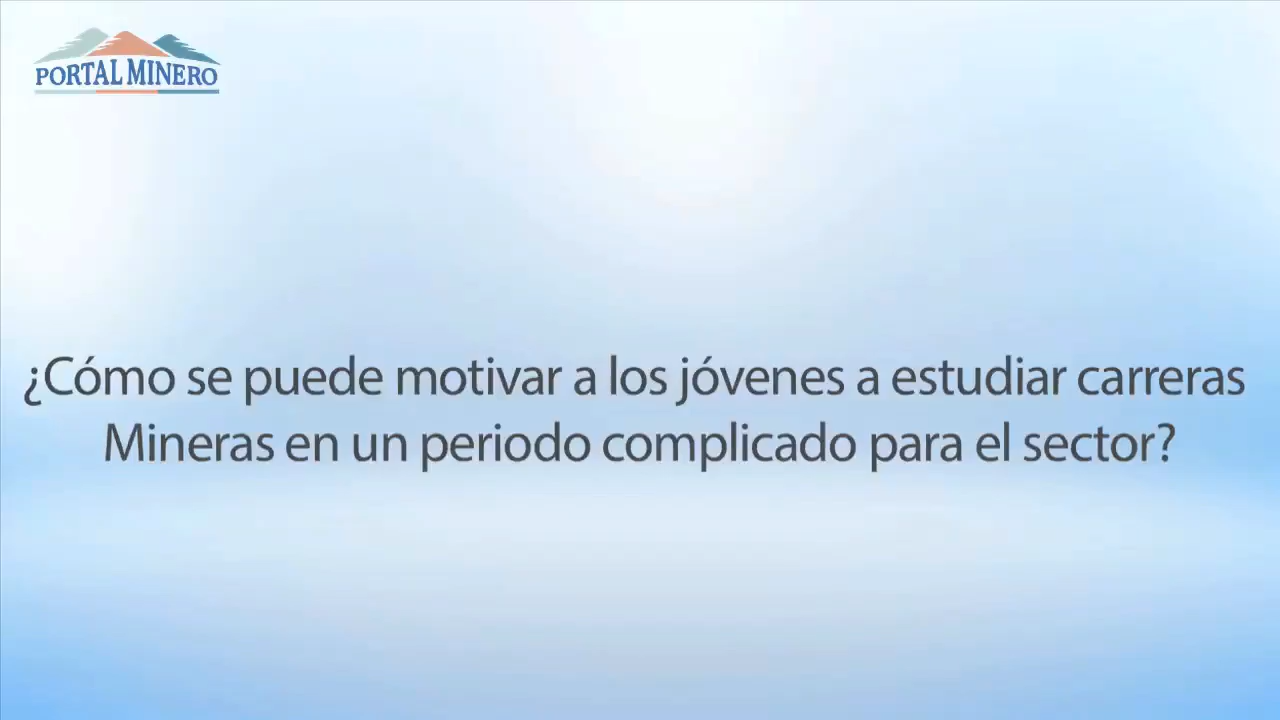 PORTAL MINERO
¿Cómo se puede motivar a los jóvenes a estudiar carreras
Mineras en un periodo complicado para el sector?